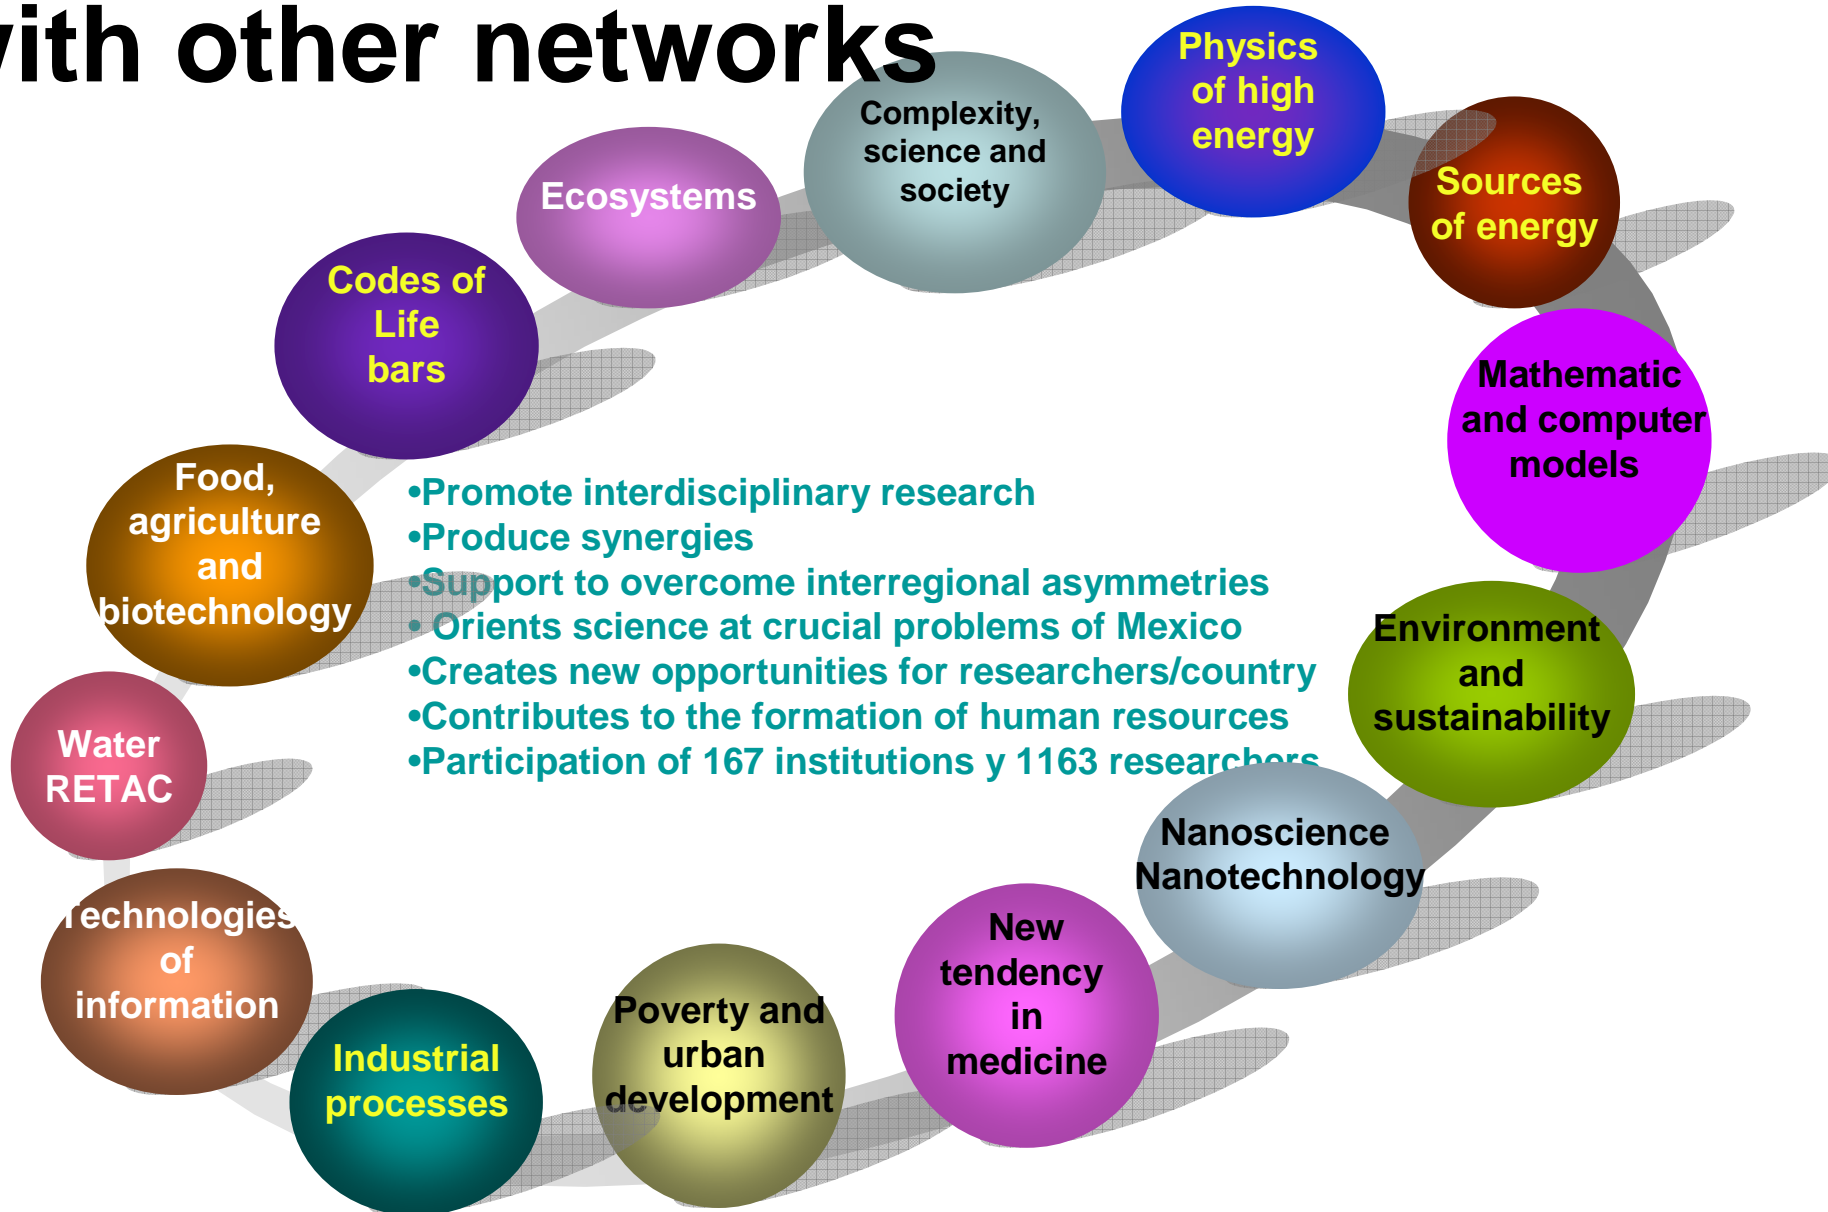 with other networks
Physics
of high
energy
Complexity,
science and
society
Sources
of energy
Ecosystems
Codes of
Life
bars
Mathematic
and computer
models
Food,
agriculture
and
biotechnology
•Promote interdisciplinary research
•Produce synergies
•Support to overcome interregional asymmetries
• Orients science at crucial problems of Mexico
•Creates new opportunities for researchers/country
•Contributes to the formation of human resources
•Participation of 167 institutions y 1163 researchers
Environment
and
sustainability
Water
RETAC
Nanoscience
Nanotechnology
Technologies
of
information
New
tendency
in
medicine
Poverty and
urban
development
Industrial
processes